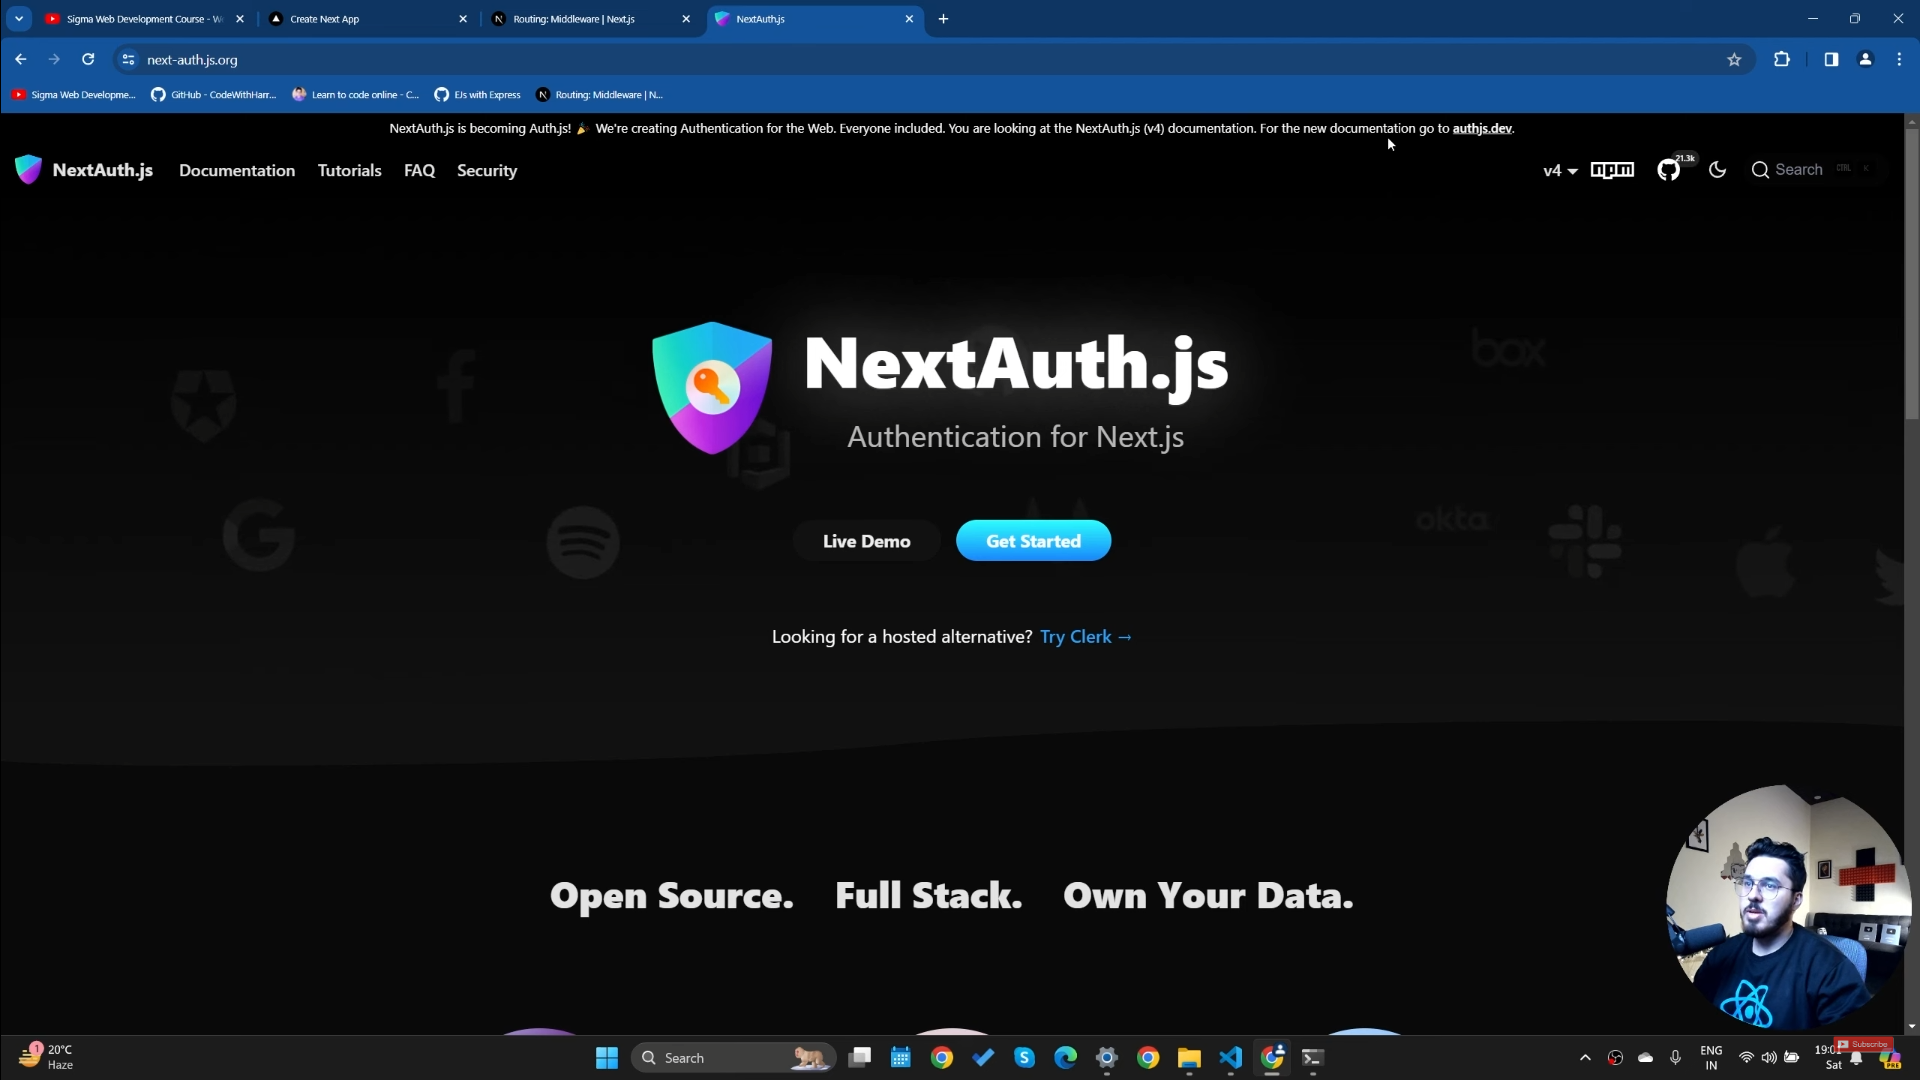 Sigma Web Development Course - W
Create Next App
Routing: Middleware | Next.js
NextAuth.js
next-auth.js.org
Sigma Web Developme...
GitHub - CodeWithHarr...
Learn to code online - C...
EJs with Express
Routing: Middleware | N...
NextAuth.js is becoming Auth.js! 🎉 We're creating Authentication for the Web. Everyone included. You are looking at the NextAuth.js (v4) documentation. For the new documentation go to authjs.dev.
NextAuth.js
Documentation
Tutorials
FAQ
Security
v4
npm
21.3k
Search
CTRL K
NextAuth.js
Authentication for Next.js
box
okta
Live Demo
Get Started
Looking for a hosted alternative? Try Clerk →
Open Source.
Full Stack.
Own Your Data.
1
20°C
Haze
Search
ENG
IN
Sat
Subscribe
PRE